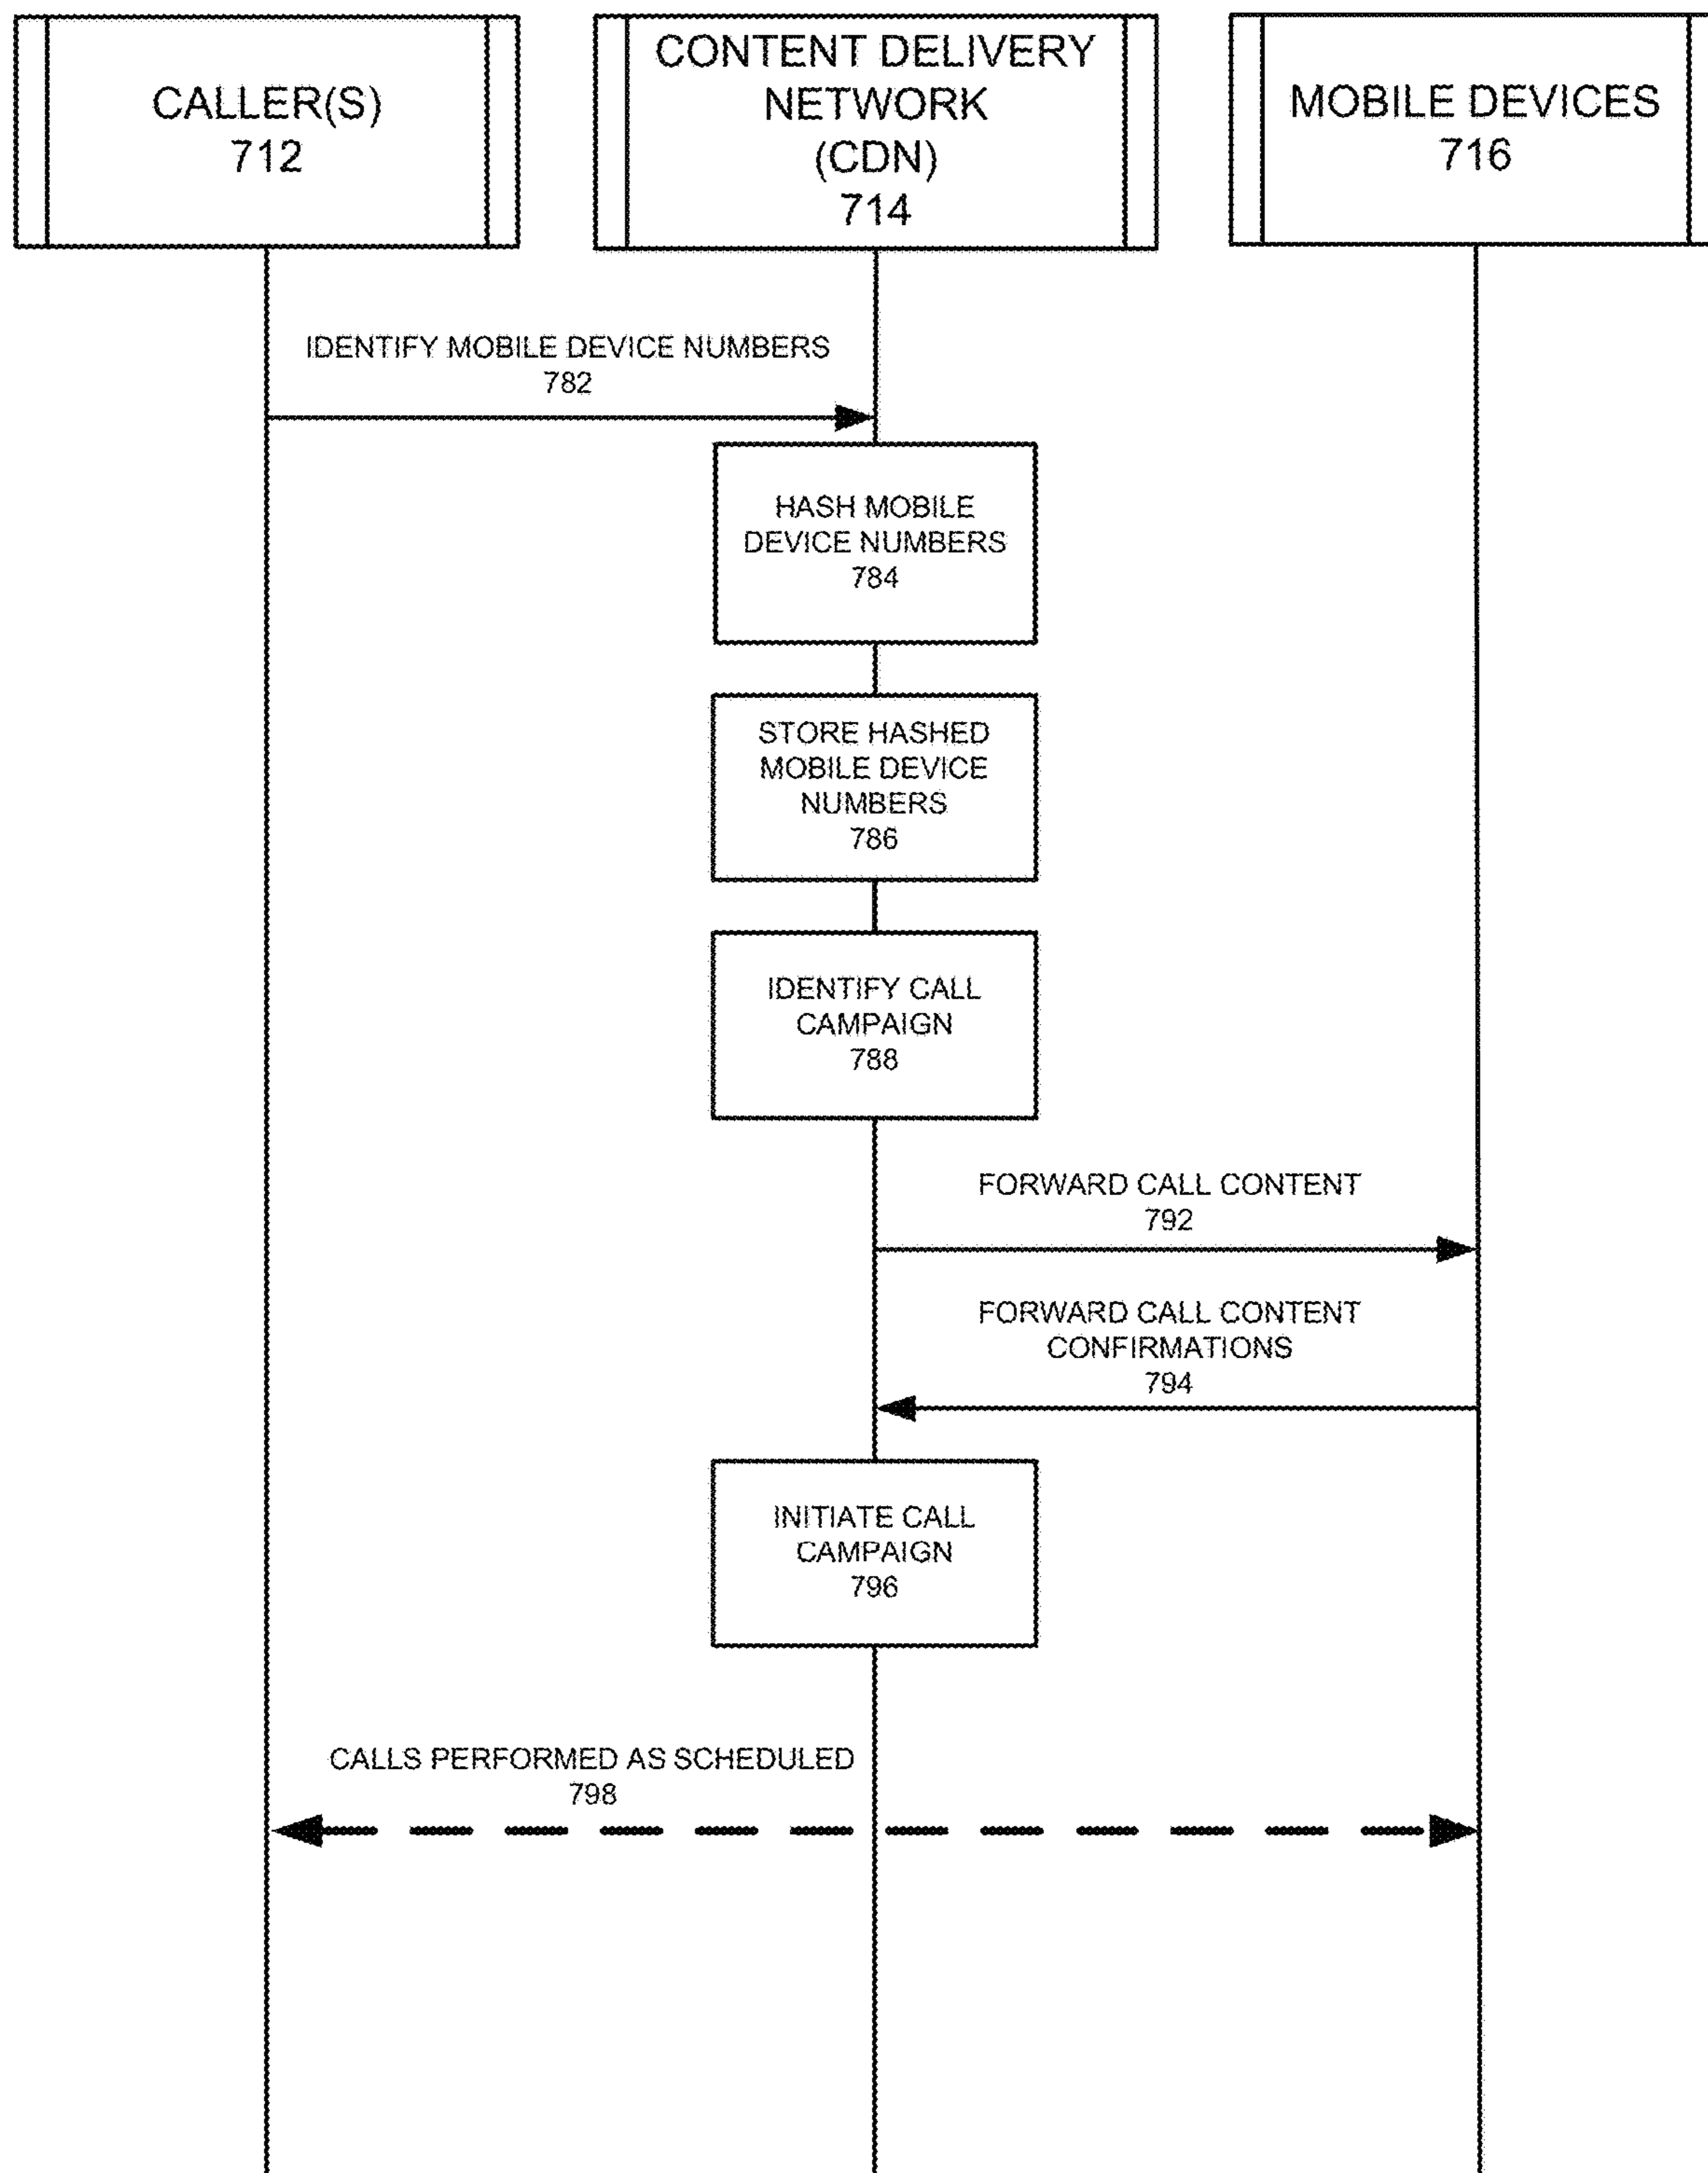 CALLER(S)
712
CONTENT DELIVERY
NETWORK
(CDN)
714
MOBILE DEVICES
716
IDENTIFY MOBILE DEVICE NUMBERS
782
HASH MOBILE
DEVICE NUMBERS
784
STORE HASHED
MOBILE DEVICE
NUMBERS
786
IDENTIFY CALL
CAMPAIGN
788
FORWARD CALL CONTENT
792
FORWARD CALL CONTENT
CONFIRMATIONS
794
INITIATE CALL
CAMPAIGN
796
CALLS PERFORMED AS SCHEDULED
798